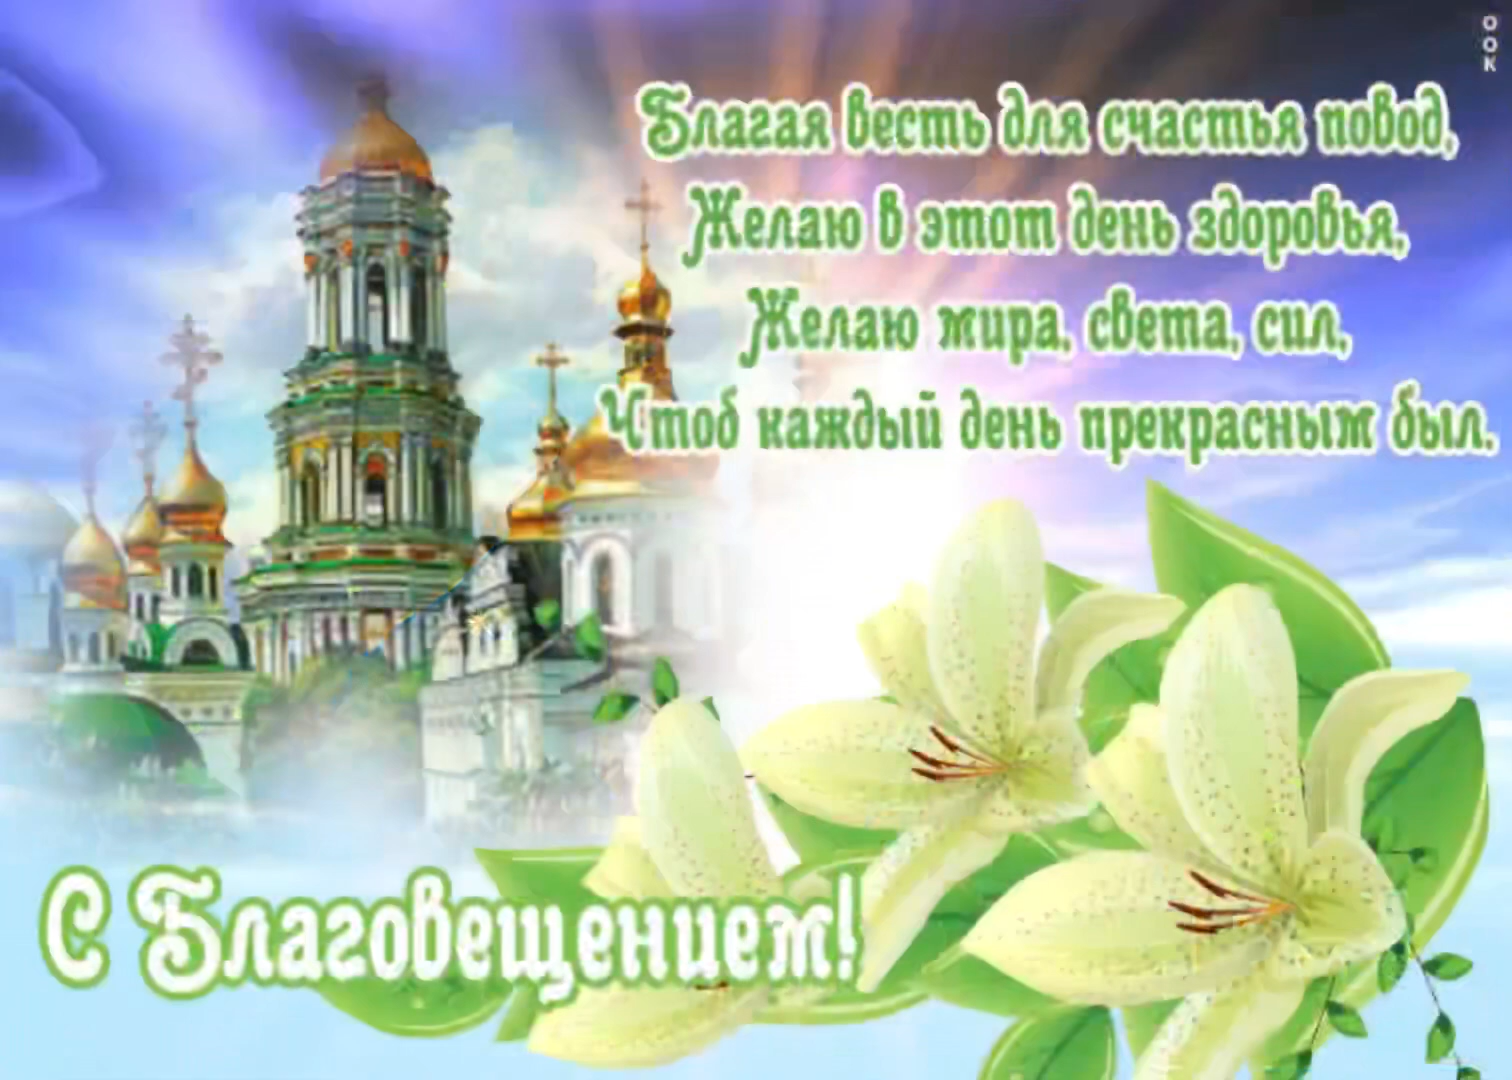 Благая весть для счастья повод,
Желаю в этот день здоровья,
Желаю мира, света, сил,
Чтоб каждый день прекрасным был.
С Благовещением!
ООК